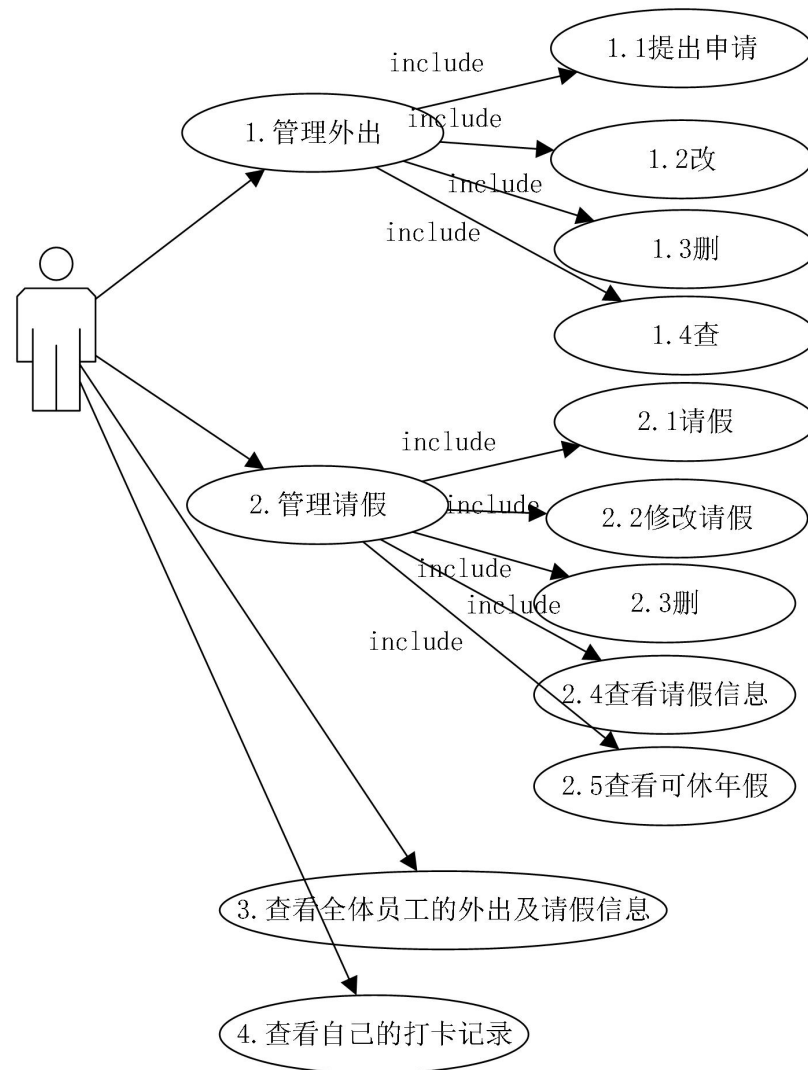 include
1.1提出申请
1.管理外出
include
1.2改
include
1.3删
include
1.4查
2.1请假
include
2.管理请假
include
2.2修改请假
include
2.3删
include
include
2.4查看请假信息
2.5查看可休年假
3.查看全体员工的外出及请假信息
4.查看自己的打卡记录